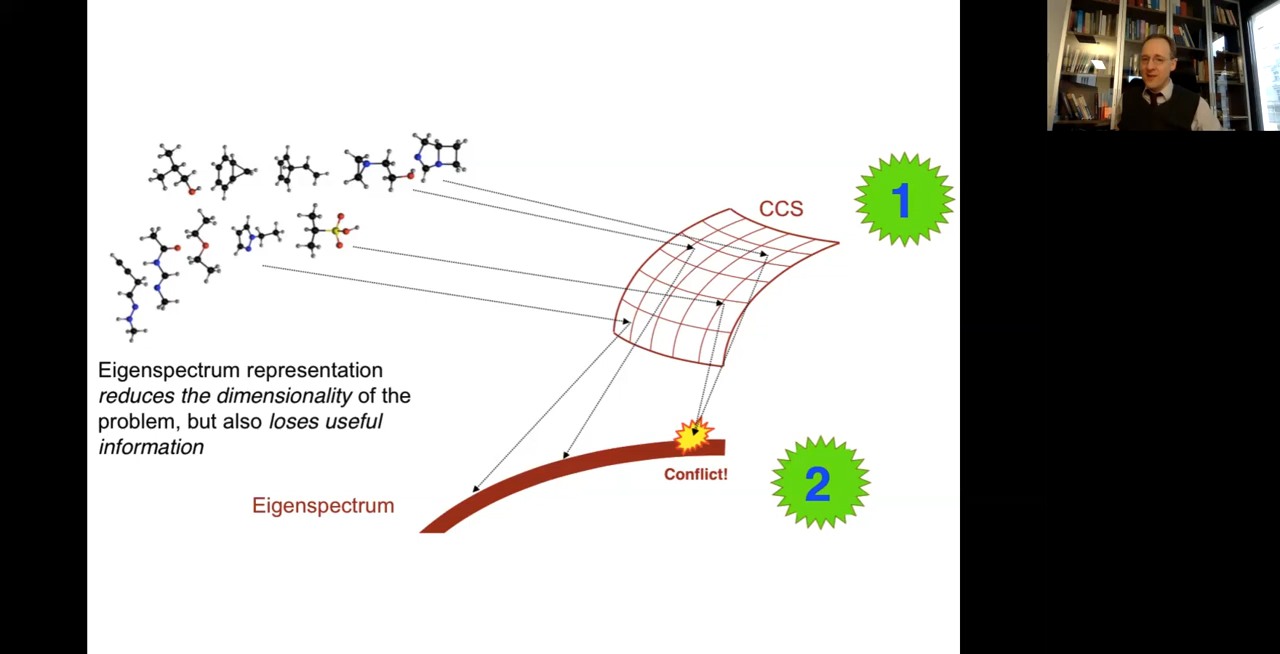 CCS
1
Eigenspectrum representation
reduces the dimensionality of the
problem, but also loses useful
information
Conflict!
2
Eigenspectrum